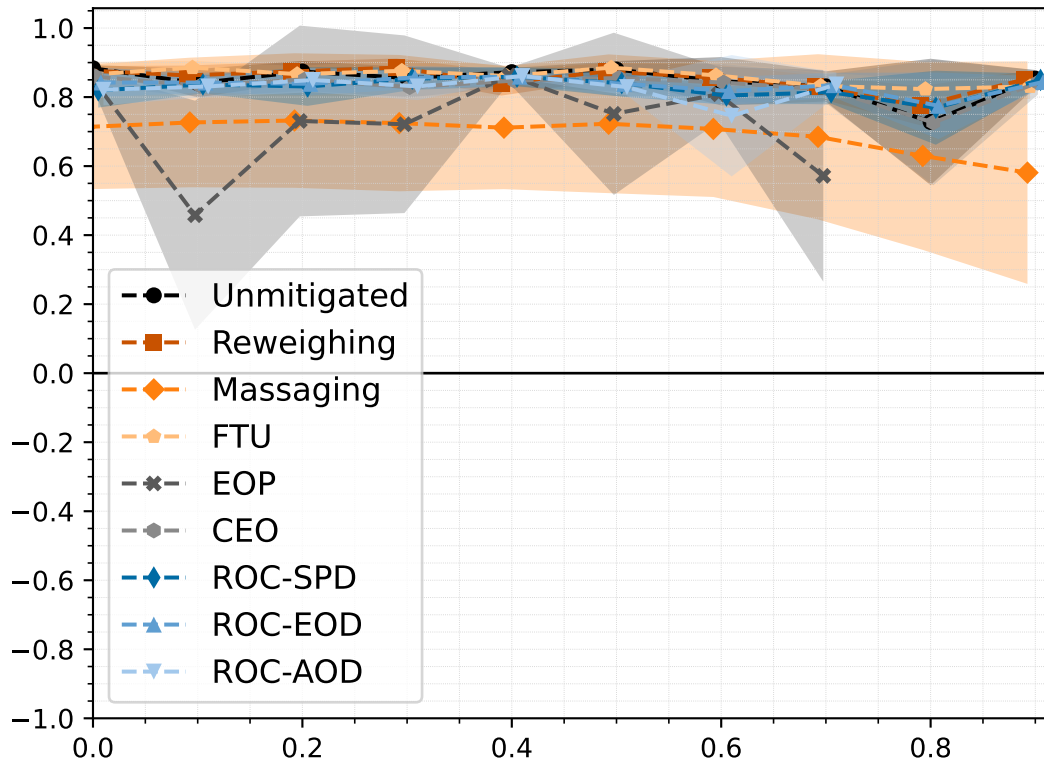 1.0
0.8
0.6
0.4
0.2
0.0
−0.2
−0.4
−0.6
−0.8
−1.0
Unmitigated
Reweighing
Massaging
FTU
EOP
CEO
ROC-SPD
ROC-EOD
ROC-AOD
0.0 0.2 0.4 0.6 0.8